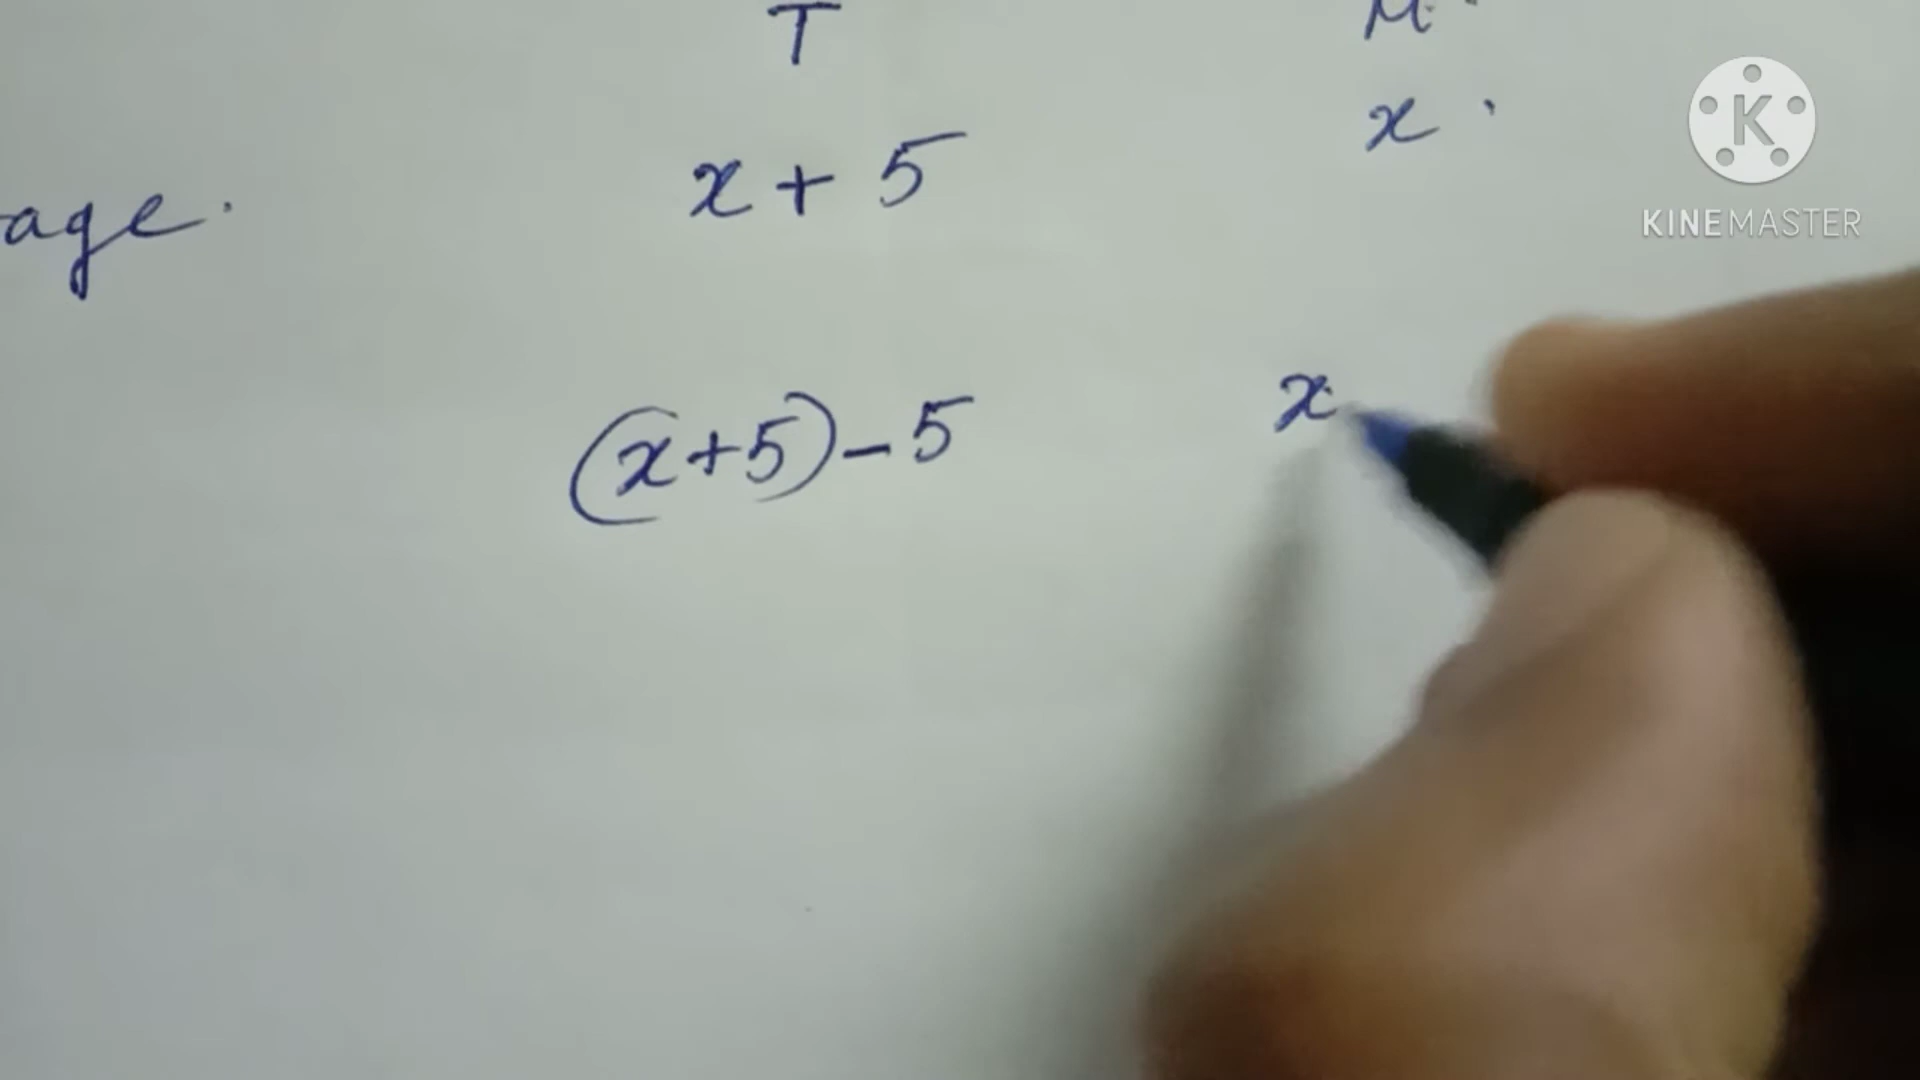 T M.
x + 5 x .
age.
(x+5) - 5 x
K
KINEMASTER